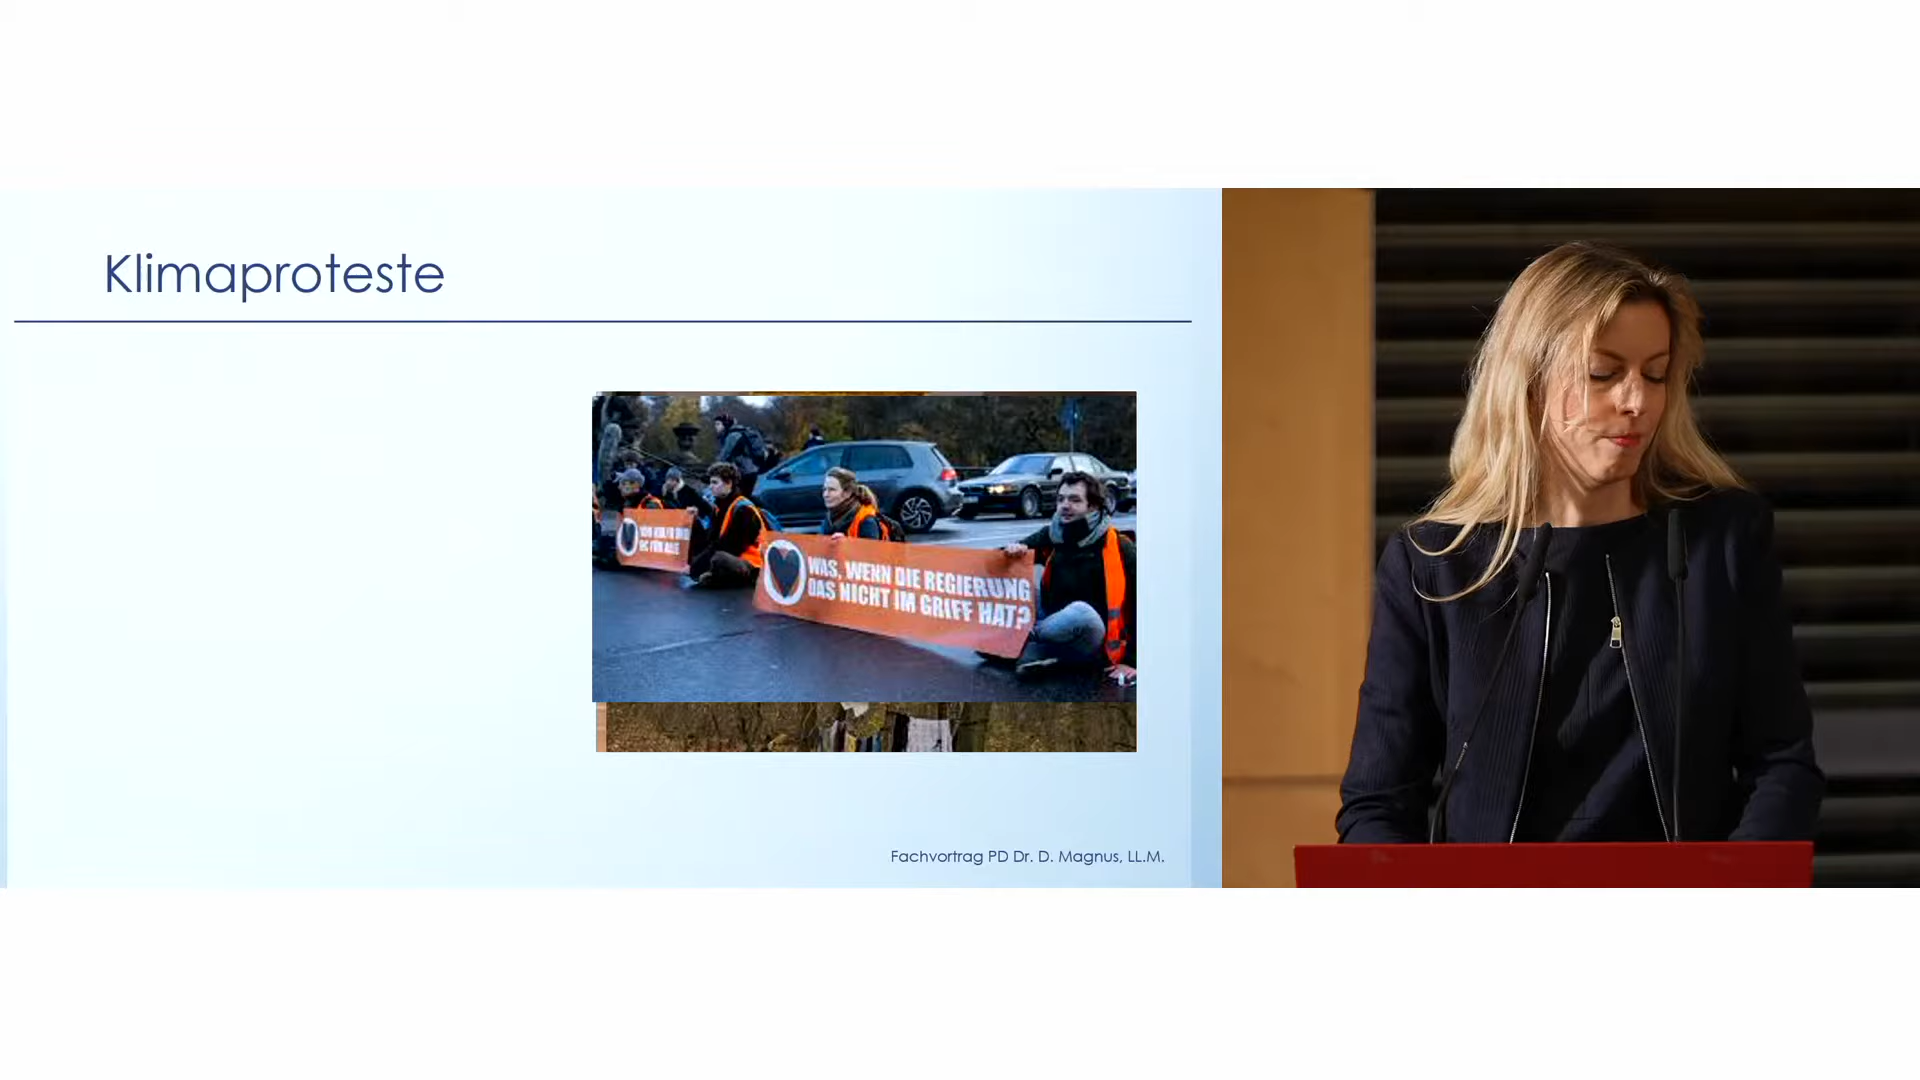 Klimaproteste
WAS, WENN DIE REGIERUNG
DAS NICHT IM GRIFF HAT?
Fachvortrag PD Dr. D. Magnus, LL.M.